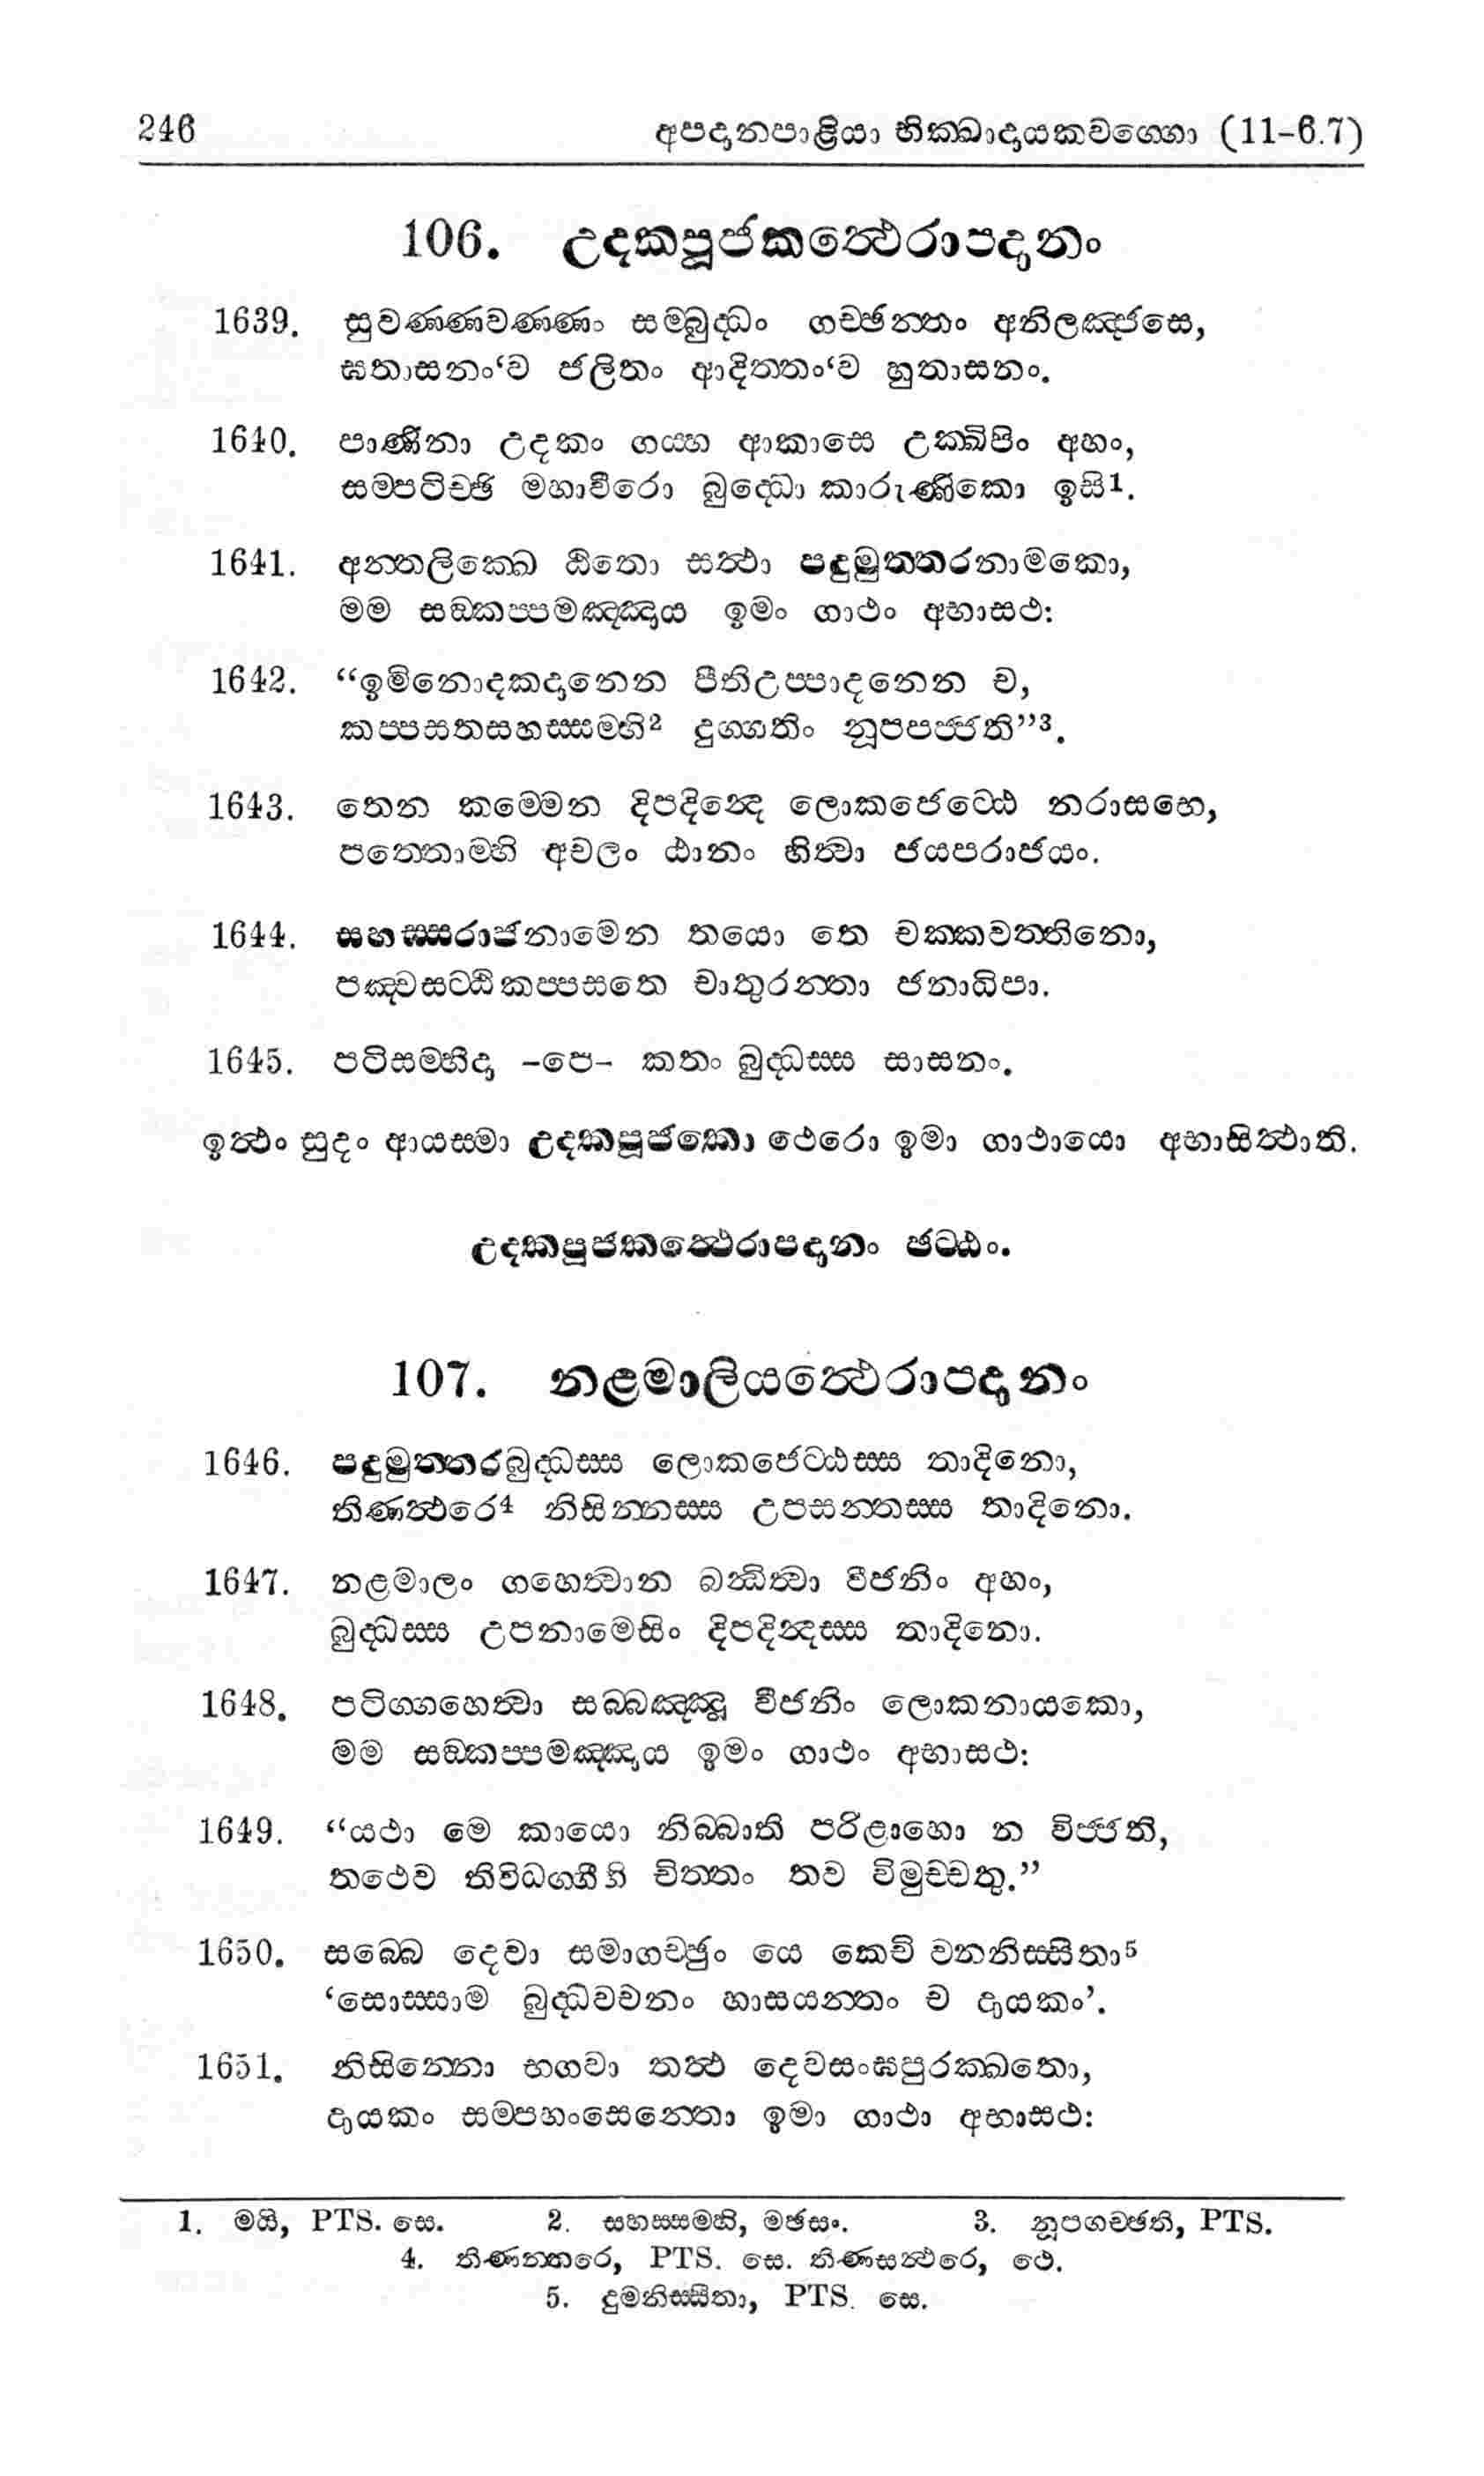 246 අපදානපාළියා භික්ඛාදායකවග්ගො (11-6.7)
106. උදකපූජකත්ථෙරාපදානං
1639. සුවණ්ණවණ්ණං සම්බුද්ධං ගච්ඡන්තං අනිලඤ්ජසෙ,
ඝතාසනං‘ව ජලිතං ආදිත්තං‘ව හුතාසනං.
1640. පාණිනා උදකං ගය්හ ආකාසෙ උක්ඛිපිං අහං,
සම්පටිච්ඡි මහාවීරො බුද්ධො කාරුණිකො ඉසි1.
1641. අන්තලික්ඛෙ ඨිතො සත්ථා පදුමුත්තරනාමකො,
මම සඞ්කප්පමඤ්ඤාය ඉමං ගාථං අභාසථ:
1642. “ඉමිනොදකදානෙන පීතිඋප්පාදනෙන ච,
කප්පසතසහස්සම්භි2 දුග්ගතිං නූපපජ්ජති”3.
1643. තෙන කම්මෙන දිපදින්ද ලොකජෙට්ඨ නරාසභෙ,
පත්තොම්හි අචලං ඨානං හිත්වා ජයපරාජයං.
1644. සහස්සරාජනාමෙන තයො තෙ චක්කවත්තිනො,
පඤ්චසට්ඨිකප්පසතෙ චාතුරන්තා ජනාධිපා.
1645. පටිසම්භිදා -පෙ- කතං බුද්ධස්ස සාසනං.
ඉත්ථං සුදං ආයස්මා උදකපූජකො ථෙරො ඉමා ගාථායො අභාසිත්ථාති.
උදකපූජකත්ථෙරාපදානං ඡට්ඨං.
107. නළමාලියත්ථෙරාපදානං
1646. පදුමුත්තරබුද්ධස්ස ලොකජෙට්ඨස්ස තාදිනො,
තිණත්ථරෙ4 නිසින්නස්ස උපසන්තස්ස තාදිනො.
1647. නළමාලං ගහෙත්වාන බන්ධිත්වා වීජනිං අහං,
බුද්ධස්ස උපනාමෙසිං දිපදින්දස්ස තාදිනො.
1648. පටිග්ගහෙත්වා සබ්බඤ්ඤූ වීජනිං ලොකනායකො,
මම සඞ්කප්පමඤ්ඤාය ඉමං ගාථං අභාසථ:
1649. “යථා මෙ කායො නිබ්බාති පරිළාහො න විජ්ජති,
තථෙව තිවිධග්ගීහි චිත්තං තව විමුච්චතු.”
1650. සබ්බෙ දෙවා සමාගච්ඡුං යෙ කෙචි වනනිස්සිතා5
‘සොස්සාම බුද්ධවචනං හාසයන්තං ච දායකං’.
1651. නිසින්නො භගවා තත්ථ දෙවසංඝපුරක්ඛතො,
දායකං සම්පහංසෙන්තො ඉමා ගාථා අභාසථ:
1. මයි, PTS. සෙ. 2. සහස්සම්හි, මඡසං. 3. නූපගච්ඡති, PTS.
4. තිණන්තරෙ, PTS. සෙ. තිණසන්ථරෙ, ථෙ.
5. දුමනිස්සිතා, PTS. සෙ.